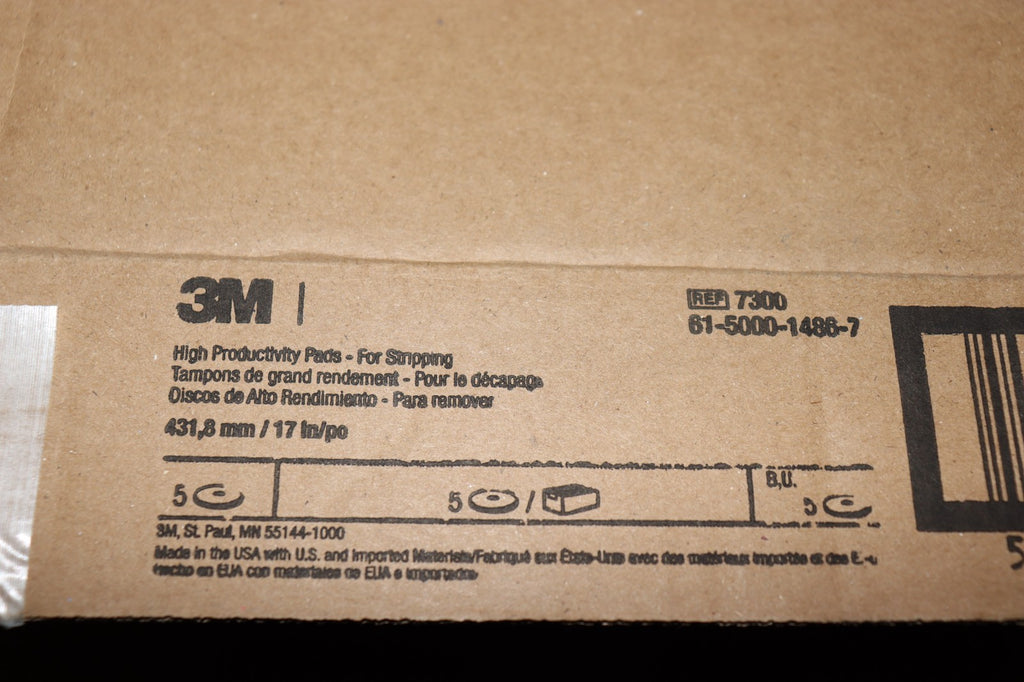 3M |
REF 7300
61-5000-1486-7
High Productivity Pads - For Stripping
Tampons de grand rendement - Pour le décapage
Discos de Alto Rendimiento - Para remover
431,8 mm / 17 in/po
5
5 /
B.U.
5
3M, St. Paul, MN 55144-1000
Made in the USA with U.S. and Imported Materials/Fabriqué aux États-Unis avec des matériaux importés et des É.-U
Hecho en EUA con materiales de EUA e importados
5